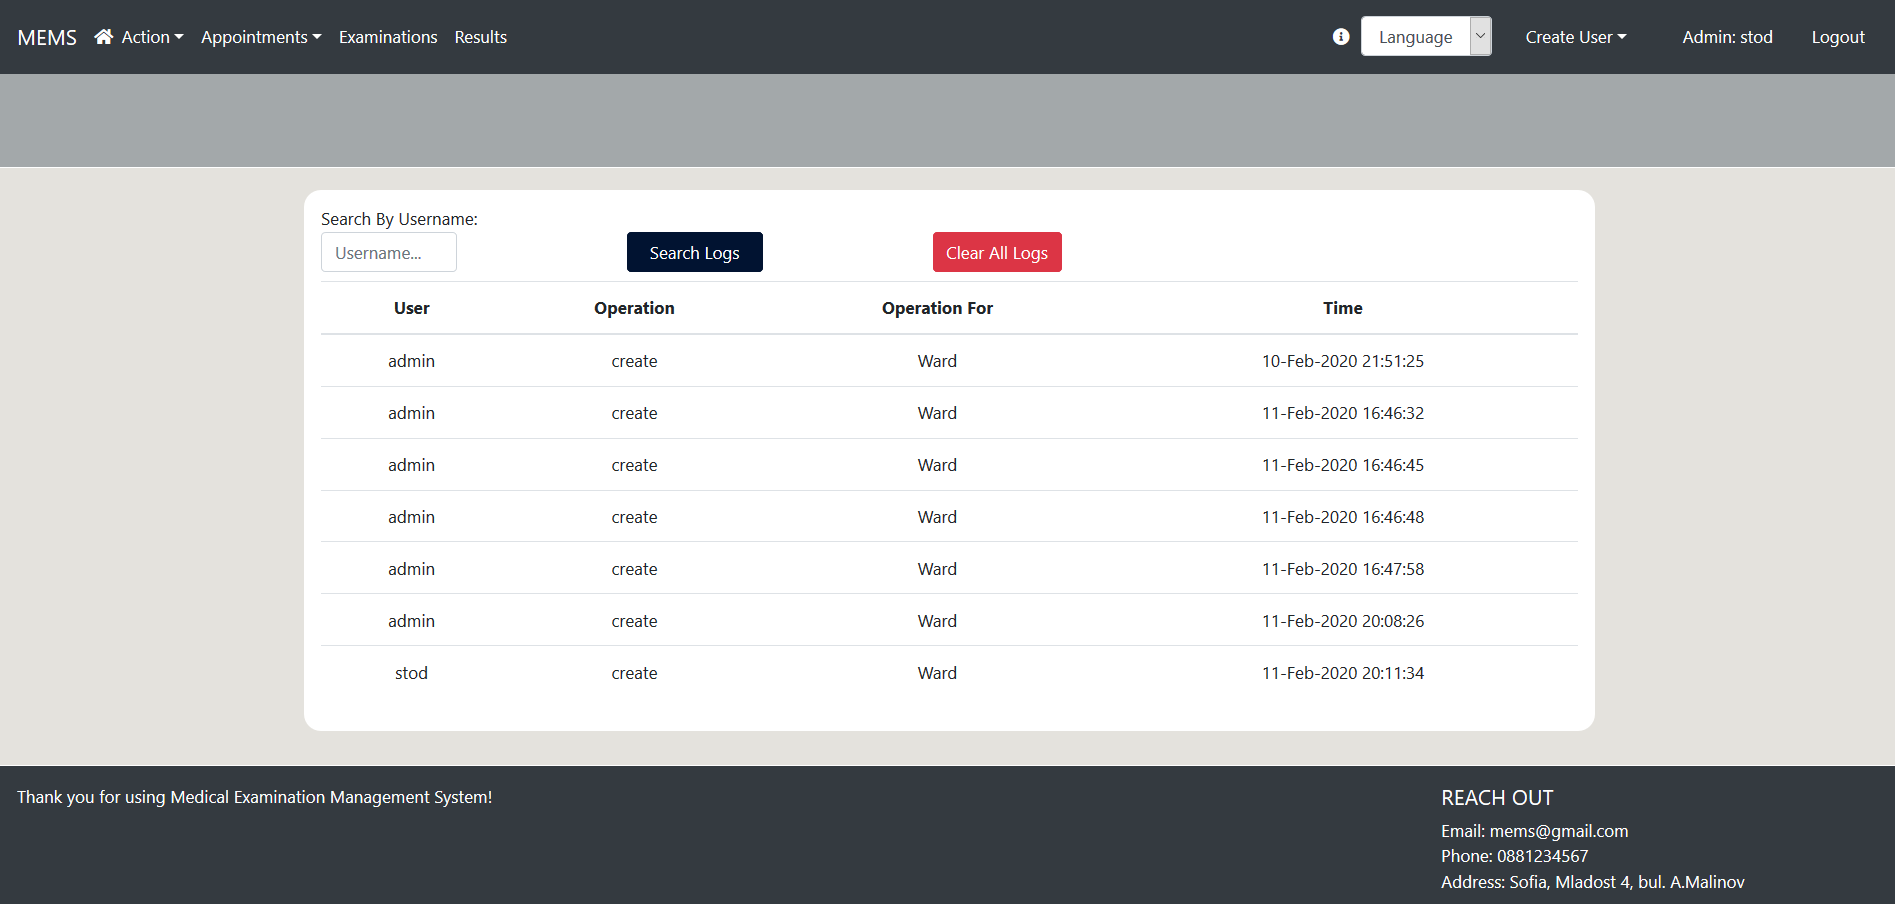 MEMS Action Appointments Examinations Results Language Create User Admin: stod Logout
Search By Username:
Username... Search Logs Clear All Logs
User Operation Operation For Time
admin create Ward 10-Feb-2020 21:51:25
admin create Ward 11-Feb-2020 16:46:32
admin create Ward 11-Feb-2020 16:46:45
admin create Ward 11-Feb-2020 16:46:48
admin create Ward 11-Feb-2020 16:47:58
admin create Ward 11-Feb-2020 20:08:26
stod create Ward 11-Feb-2020 20:11:34
Thank you for using Medical Examination Management System!
REACH OUT
Email: mems@gmail.com
Phone: 0881234567
Address: Sofia, Mladost 4, bul. A.Malinov